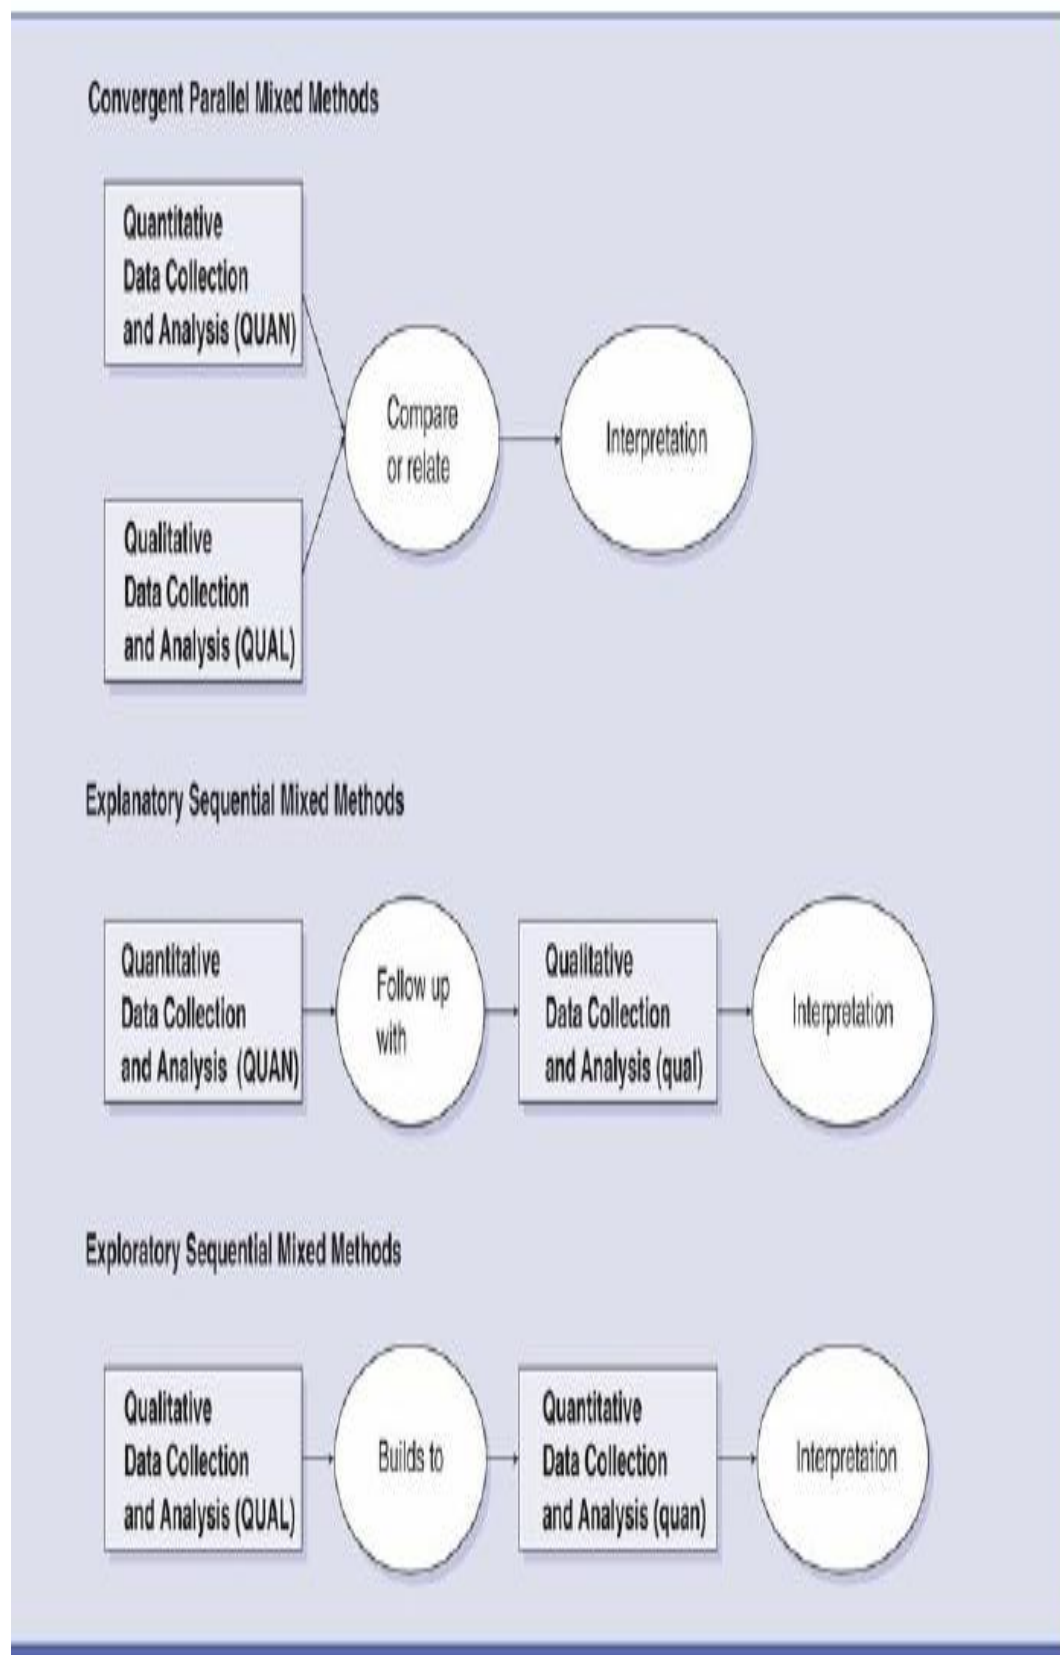 Convergent Parallel Mixed Methods
Quantitative
Data Collection
and Analysis (QUAN)
Compare
or relate
Interpretation
Qualitative
Data Collection
and Analysis (QUAL)
Explanatory Sequential Mixed Methods
Quantitative
Data Collection
and Analysis (QUAN)
Follow up
with
Qualitative
Data Collection
and Analysis (qual)
Interpretation
Exploratory Sequential Mixed Methods
Qualitative
Data Collection
and Analysis (QUAL)
Builds to
Quantitative
Data Collection
and Analysis (quan)
Interpretation